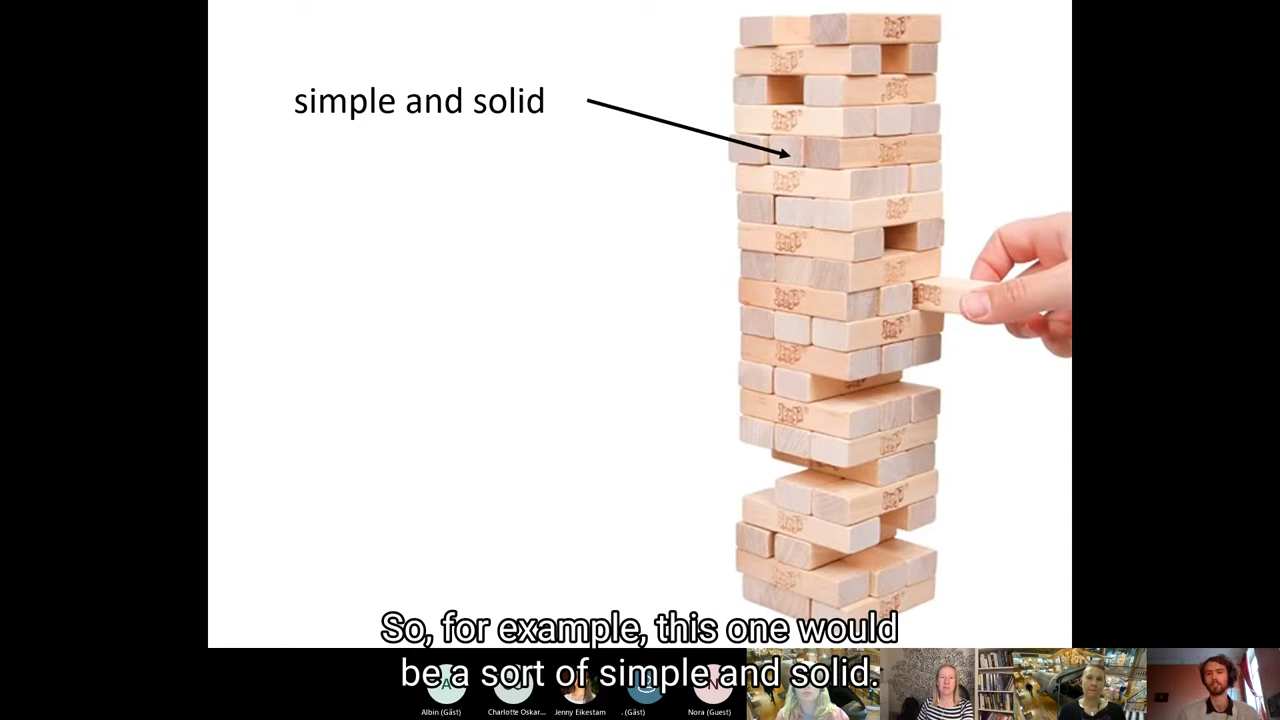 simple and solid
So, for example, this one would
be a sort of simple and solid.
A
N
Albin (Gäst)
Charlotte Oskar...
Jenny Eikestam
. (Gäst)
Nora (Guest)